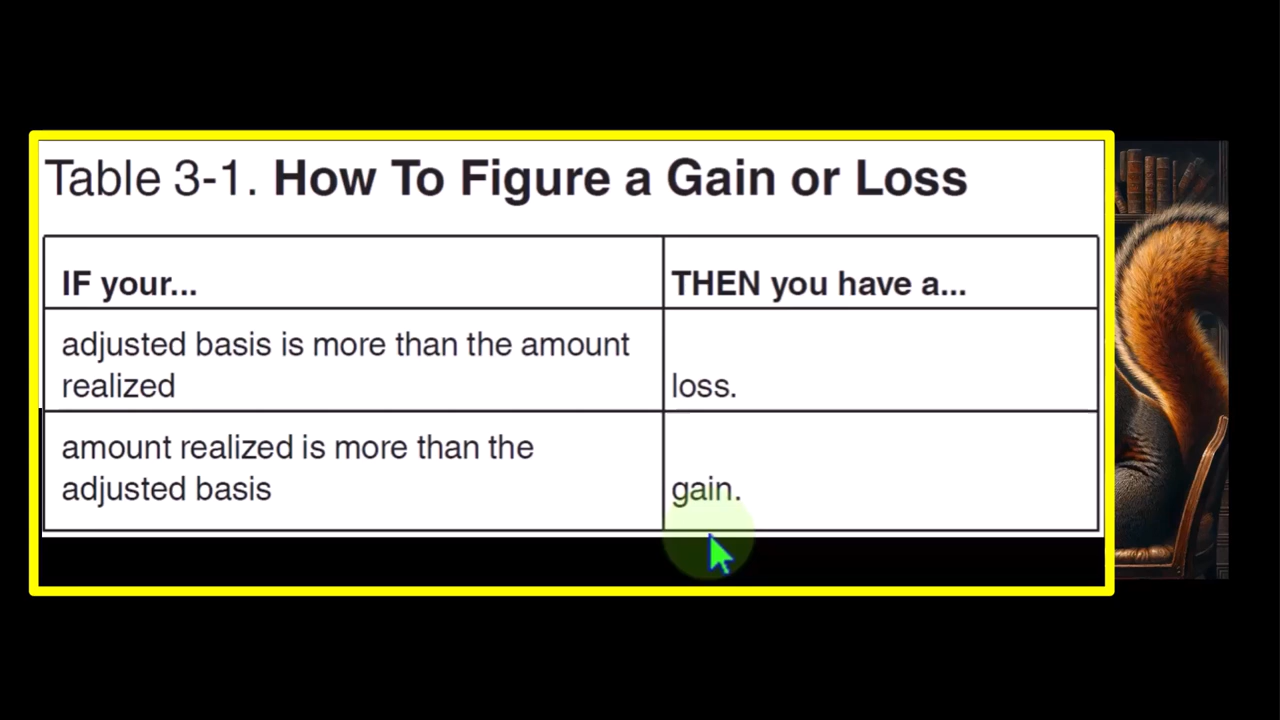 Table 3-1. How To Figure a Gain or Loss
IF your...
THEN you have a...
adjusted basis is more than the amount
realized
loss.
amount realized is more than the
adjusted basis
gain.